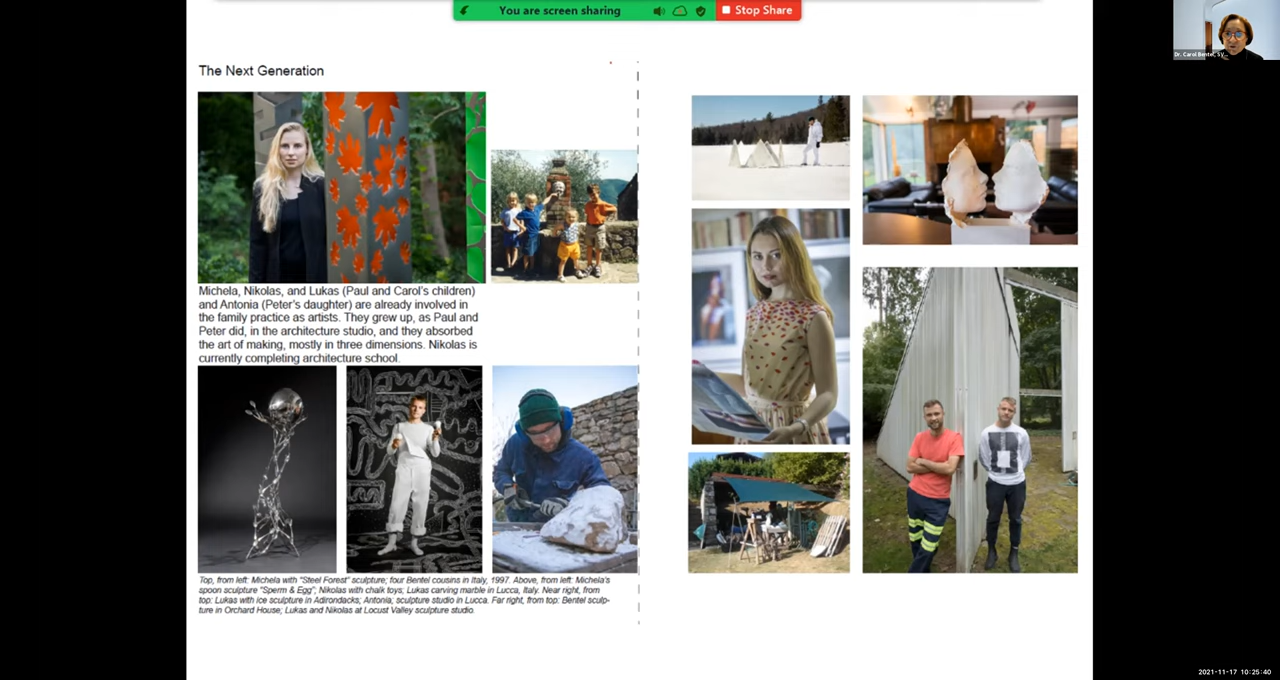 You are screen sharing
Stop Share
Dr. Carol Bentel, SV...
The Next Generation
Michela, Nikolas, and Lukas (Paul and Carol's children)
and Antonia (Peter's daughter) are already involved in
the family practice as artists. They grew up, as Paul and
Peter did, in the architecture studio, and they absorbed
the art of making, mostly in three dimensions. Nikolas is
currently completing architecture school.
Top, from left: Michela with "Steel Forest" sculpture; four Bentel cousins in Italy, 1997. Above, from left: Michela's
spoon sculpture "Sperm & Egg"; Nikolas with chalk toys; Lukas carving marble in Lucca, Italy. Near right, from
top: Lukas with ice sculpture in Adirondacks; Antonia; sculpture studio in Lucca. Far right, from top: Bentel sculp-
ture in Orchard House; Lukas and Nikolas at Locust Valley sculpture studio.
2021-11-17 10:25:40